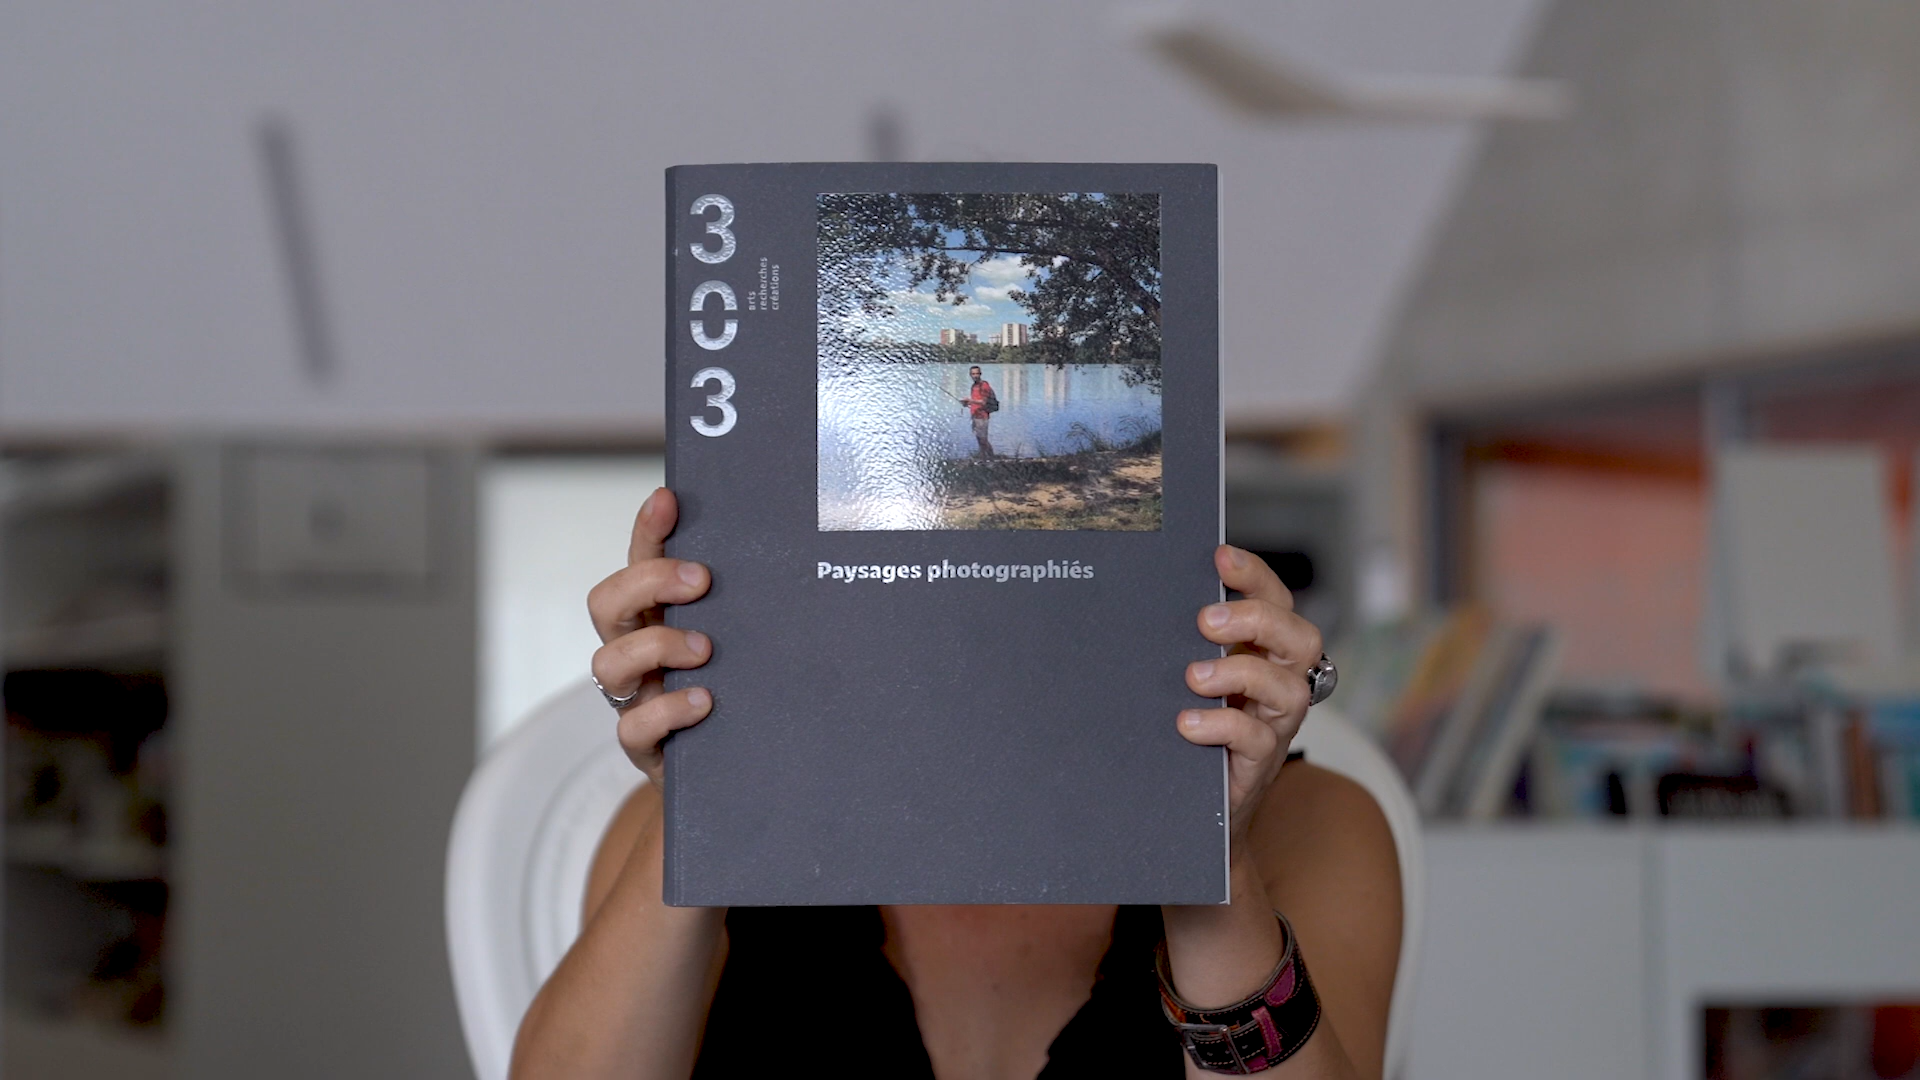 303
arts
recherches
créations
Paysages photographiés